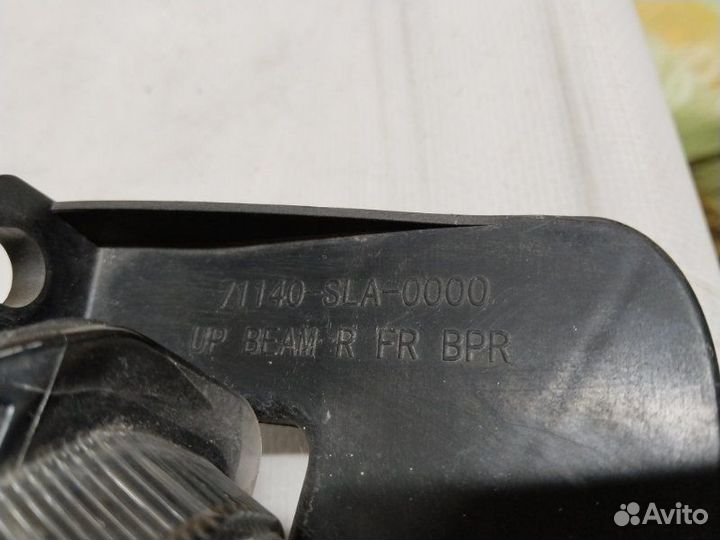 71140-SLA-0000
UP BEAM R FR BPR
Avito